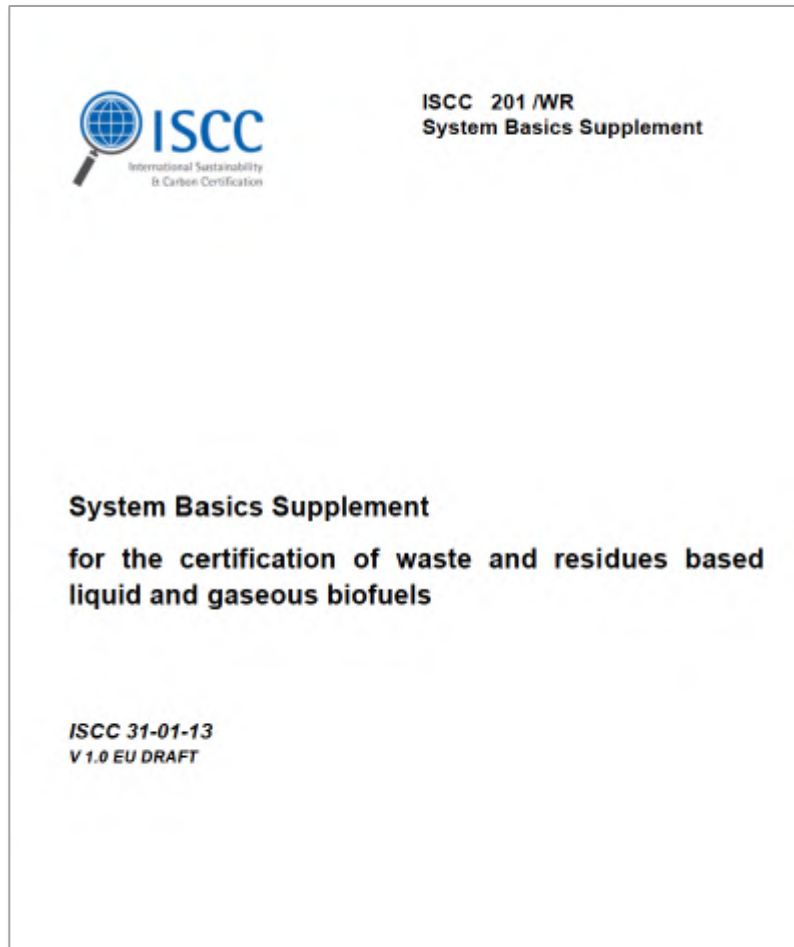 ISCC
International Sustainability
& Carbon Certification
ISCC 201 /WR
System Basics Supplement
System Basics Supplement
for the certification of waste and residues based
liquid and gaseous biofuels
ISCC 31-01-13
V 1.0 EU DRAFT